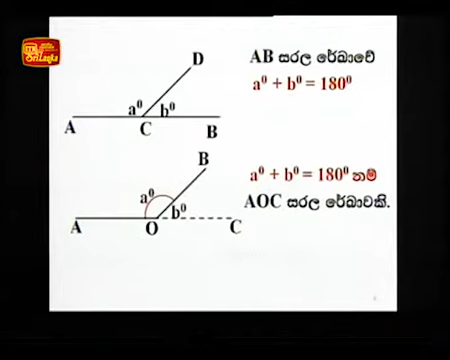 D
AB සරල රේඛාවේ
a⁰ b⁰
a⁰ + b⁰ = 180⁰
A C B
B
a⁰ + b⁰ = 180⁰ නම්
a⁰
b⁰
AOC සරල රේඛාවකි.
A O C